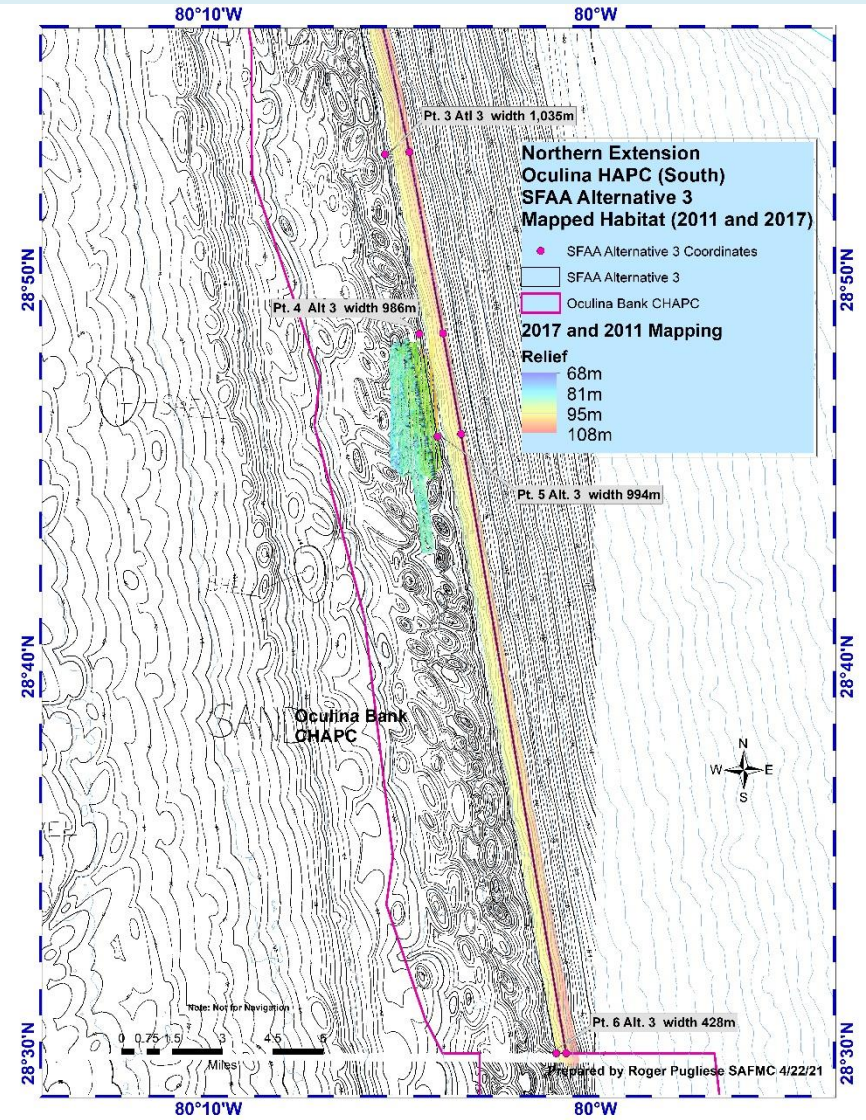 80°10'W 80°W
Pt. 3 Atl 3 width 1,035m
Northern Extension
Oculina HAPC (South)
SFAA Alternative 3
Mapped Habitat (2011 and 2017)
SFAA Alternative 3 Coordinates
SFAA Alternative 3
Oculina Bank CHAPC
2017 and 2011 Mapping
Relief
68m
81m
95m
108m
28°50'N 28°50'N
Pt. 4 Alt 3 width 986m
Pt. 5 Alt. 3 width 994m
28°40'N 28°40'N
SAND
Oculina Bank
CHAPC
N
W E
S
Note: Not for Navigation
Pt. 6 Alt. 3 width 428m
0 0.75 1.5 3 4.5 6
Miles
28°30'N 28°30'N
Prepared by Roger Pugliese SAFMC 4/22/21
80°10'W 80°W